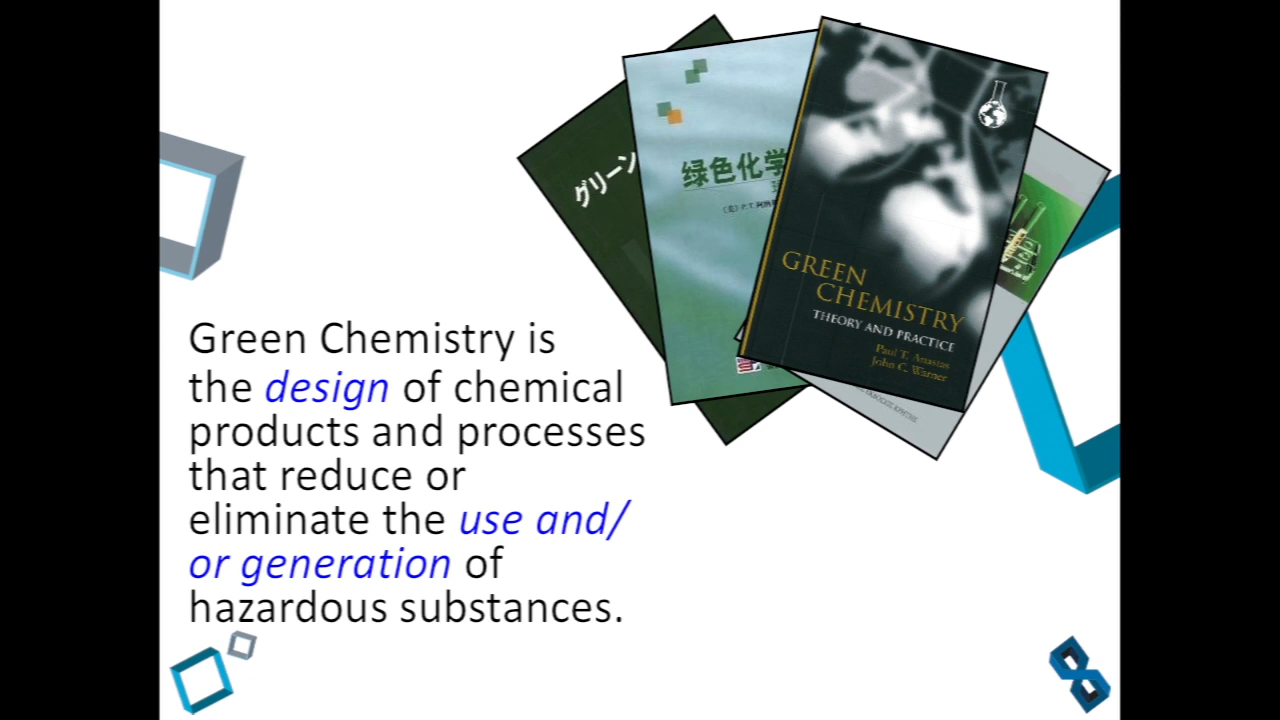 グリーン
绿色化学
GREEN
CHEMISTRY
THEORY AND PRACTICE
Paul T. Anastas
John C. Warner
Green Chemistry is
the design of chemical
products and processes
that reduce or
eliminate the use and/
or generation of
hazardous substances.